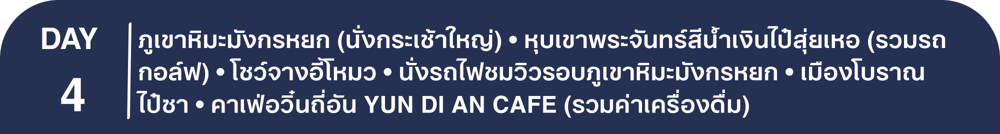 DAY
4
ภูเขาหิมะมังกรหยก (นั่งกระเช้าใหญ่) • หุบเขาพระจันทร์สีน้ำเงินไป๋สุ่ยเหอ (รวมรถ
กอล์ฟ) • โชว์จางอี้โหมว • นั่งรถไฟชมวิวรอบภูเขาหิมะมังกรหยก • เมืองโบราณ
ไป๋ซา • คาเฟ่อวิ๋นถี่อัน YUN DI AN CAFE (รวมค่าเครื่องดื่ม)